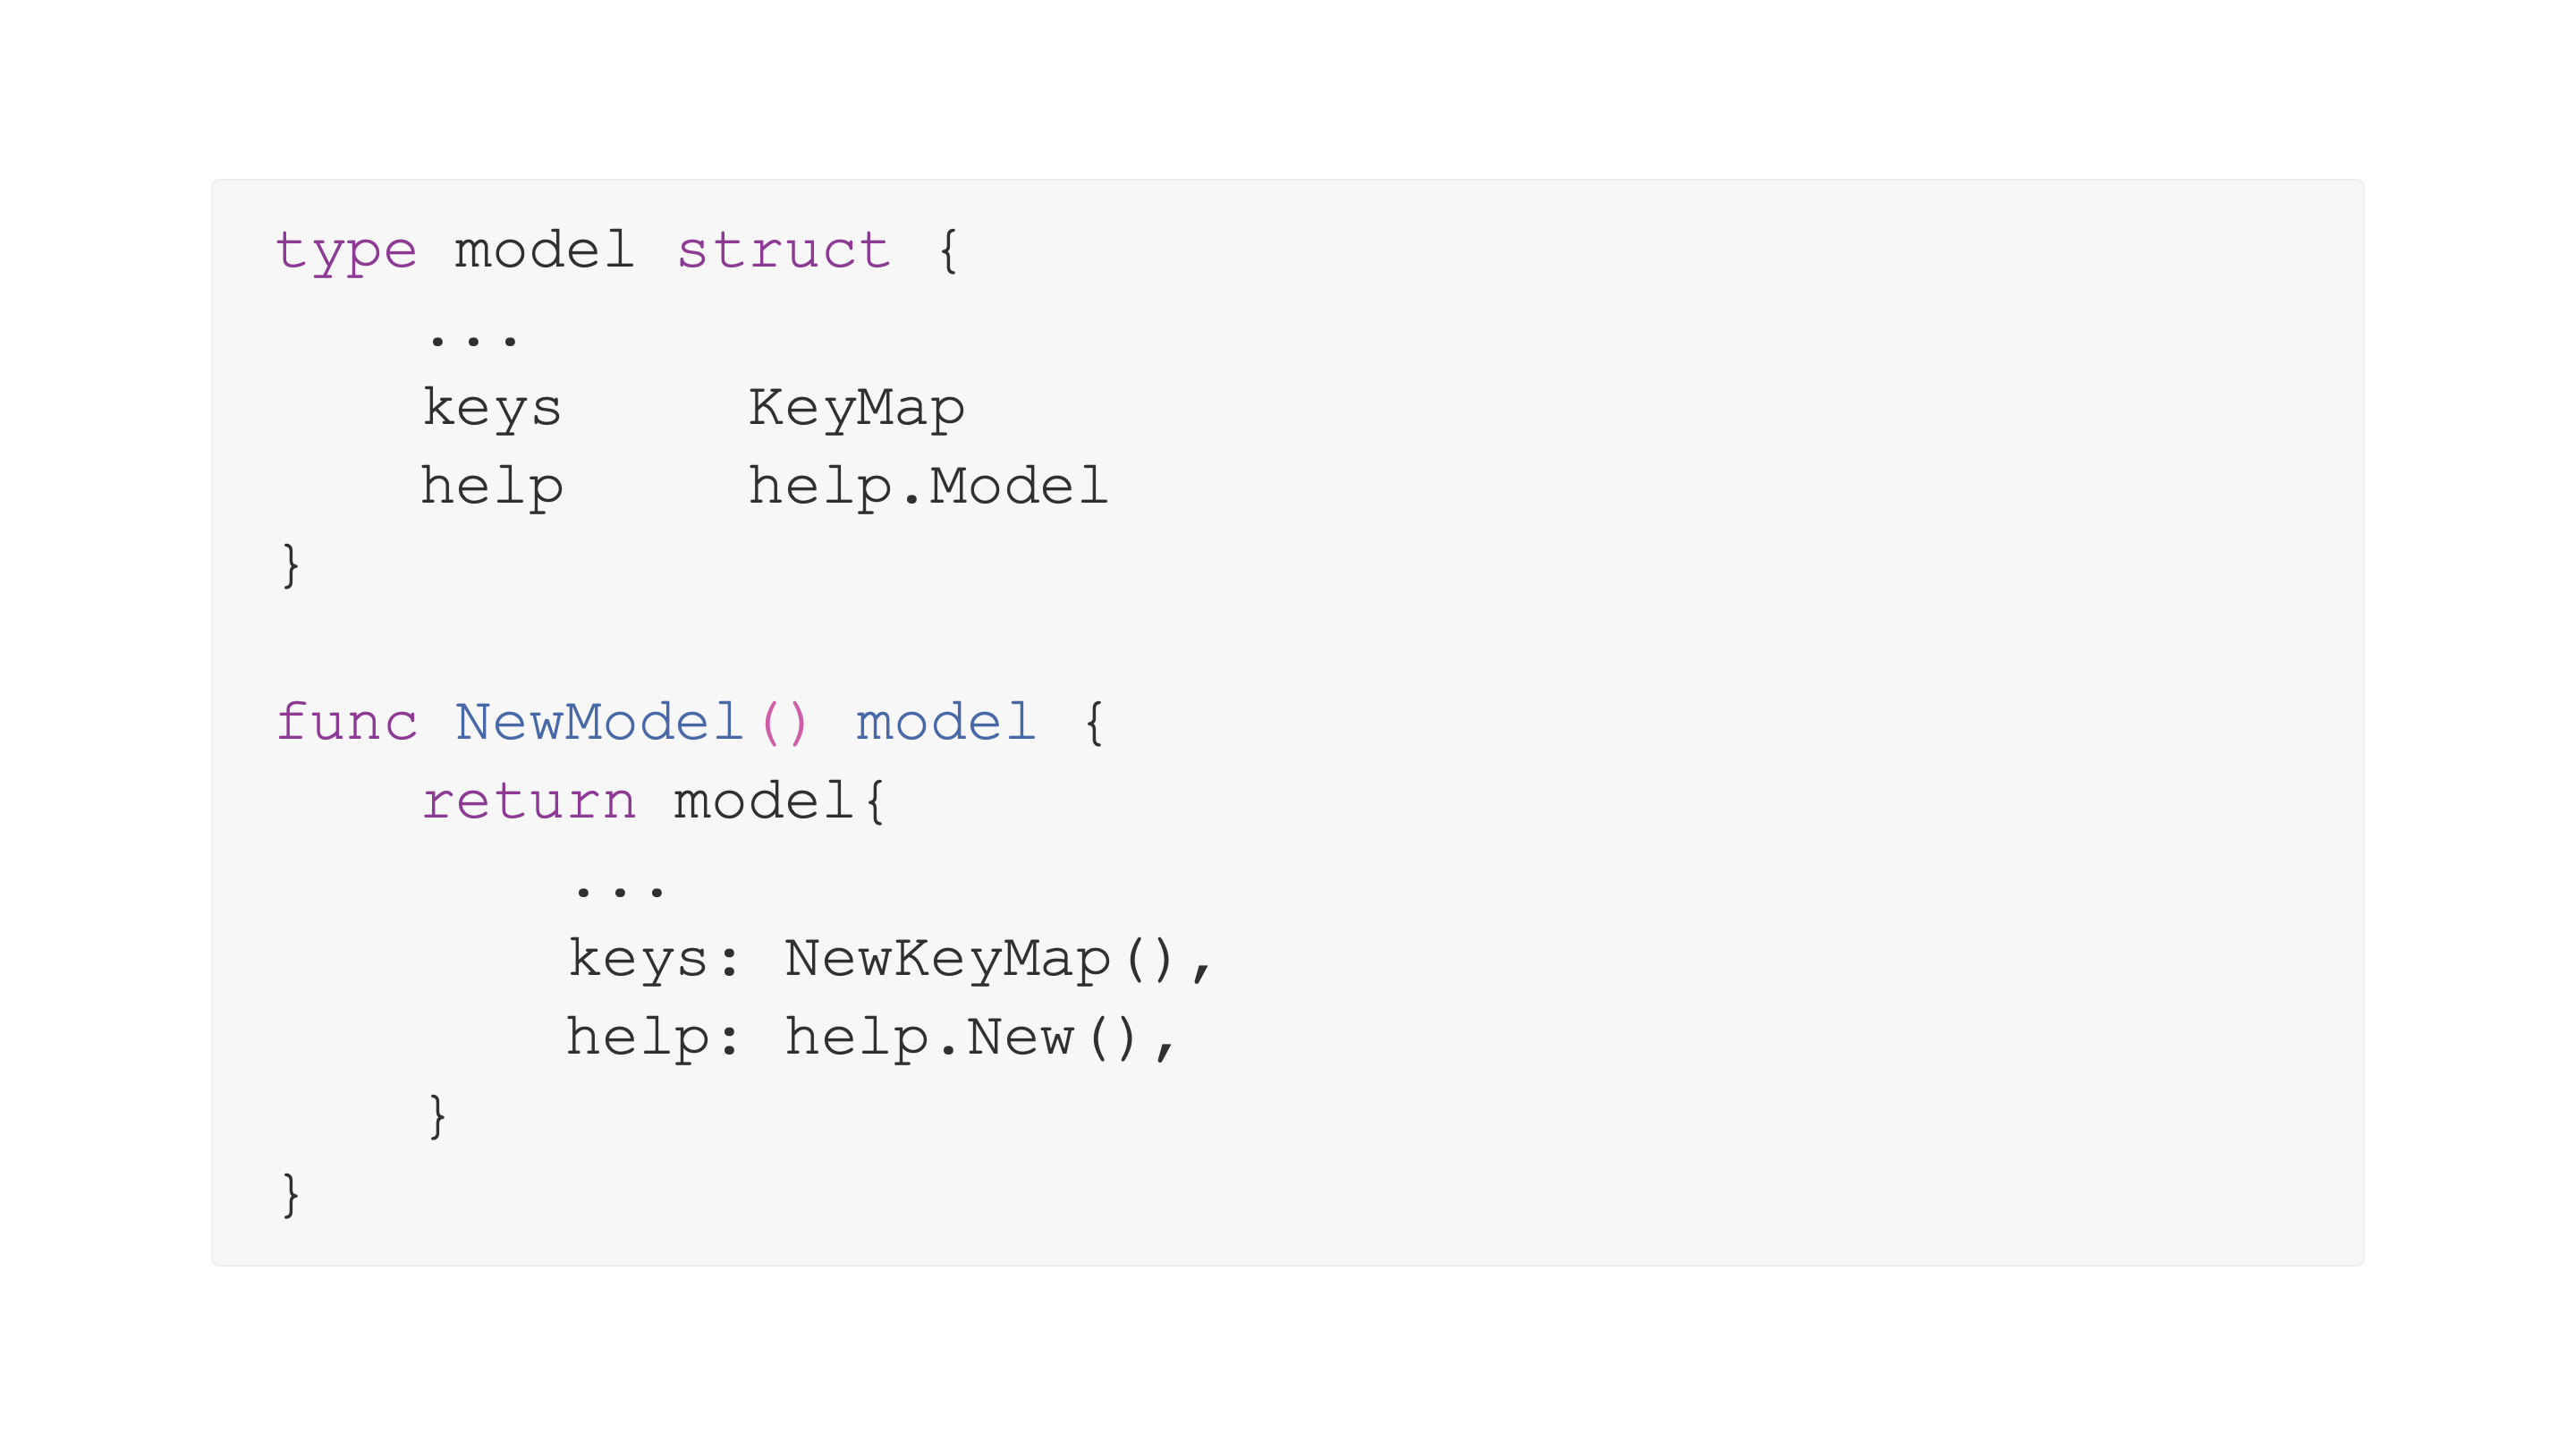 type model struct {
    ...
    keys     KeyMap
    help     help.Model
}

func NewModel() model {
    return model{
        ...
        keys: NewKeyMap(),
        help: help.New(),
    }
}